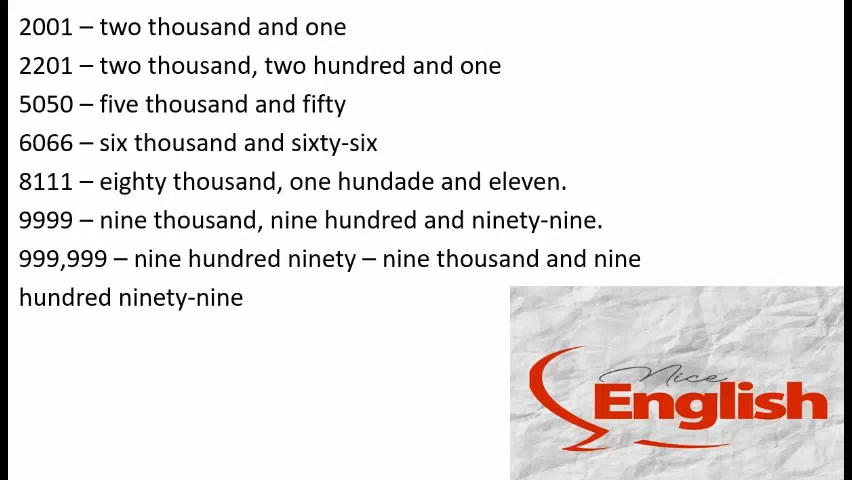 2001 – two thousand and one
2201 – two thousand, two hundred and one
5050 – five thousand and fifty
6066 – six thousand and sixty-six
8111 – eighty thousand, one hundade and eleven.
9999 – nine thousand, nine hundred and ninety-nine.
999,999 – nine hundred ninety – nine thousand and nine
hundred ninety-nine
Nice
English